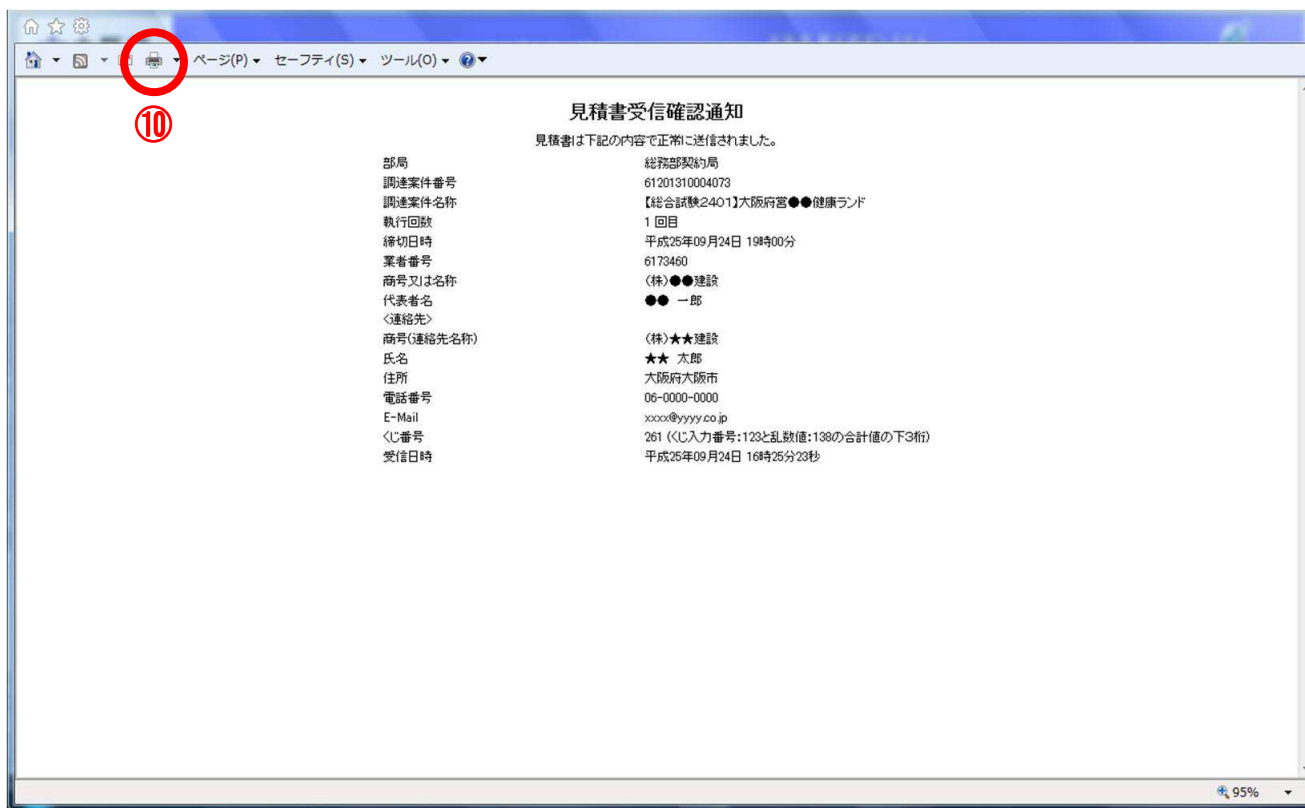 ページ(P) セーフティ(S) ツール(O)
⑩
見積書受信確認通知
見積書は下記の内容で正常に送信されました。
部局 総務部契約局
調達案件番号 61201310004073
調達案件名称 【総合試験2401】大阪府営●●健康ランド
執行回数 1 回目
締切日時 平成25年09月24日 19時00分
業者番号 6173460
商号又は名称 (株)●●建設
代表者名 ●● 一郎
<連絡先>
商号(連絡先名称) (株)★★建設
氏名 ★★ 太郎
住所 大阪府大阪市
電話番号 06-0000-0000
E-Mail xxxx@yyyy.co.jp
くじ番号 261 (くじ入力番号:123と乱数値:138の合計値の下3桁)
受信日時 平成25年09月24日 16時25分23秒
95%